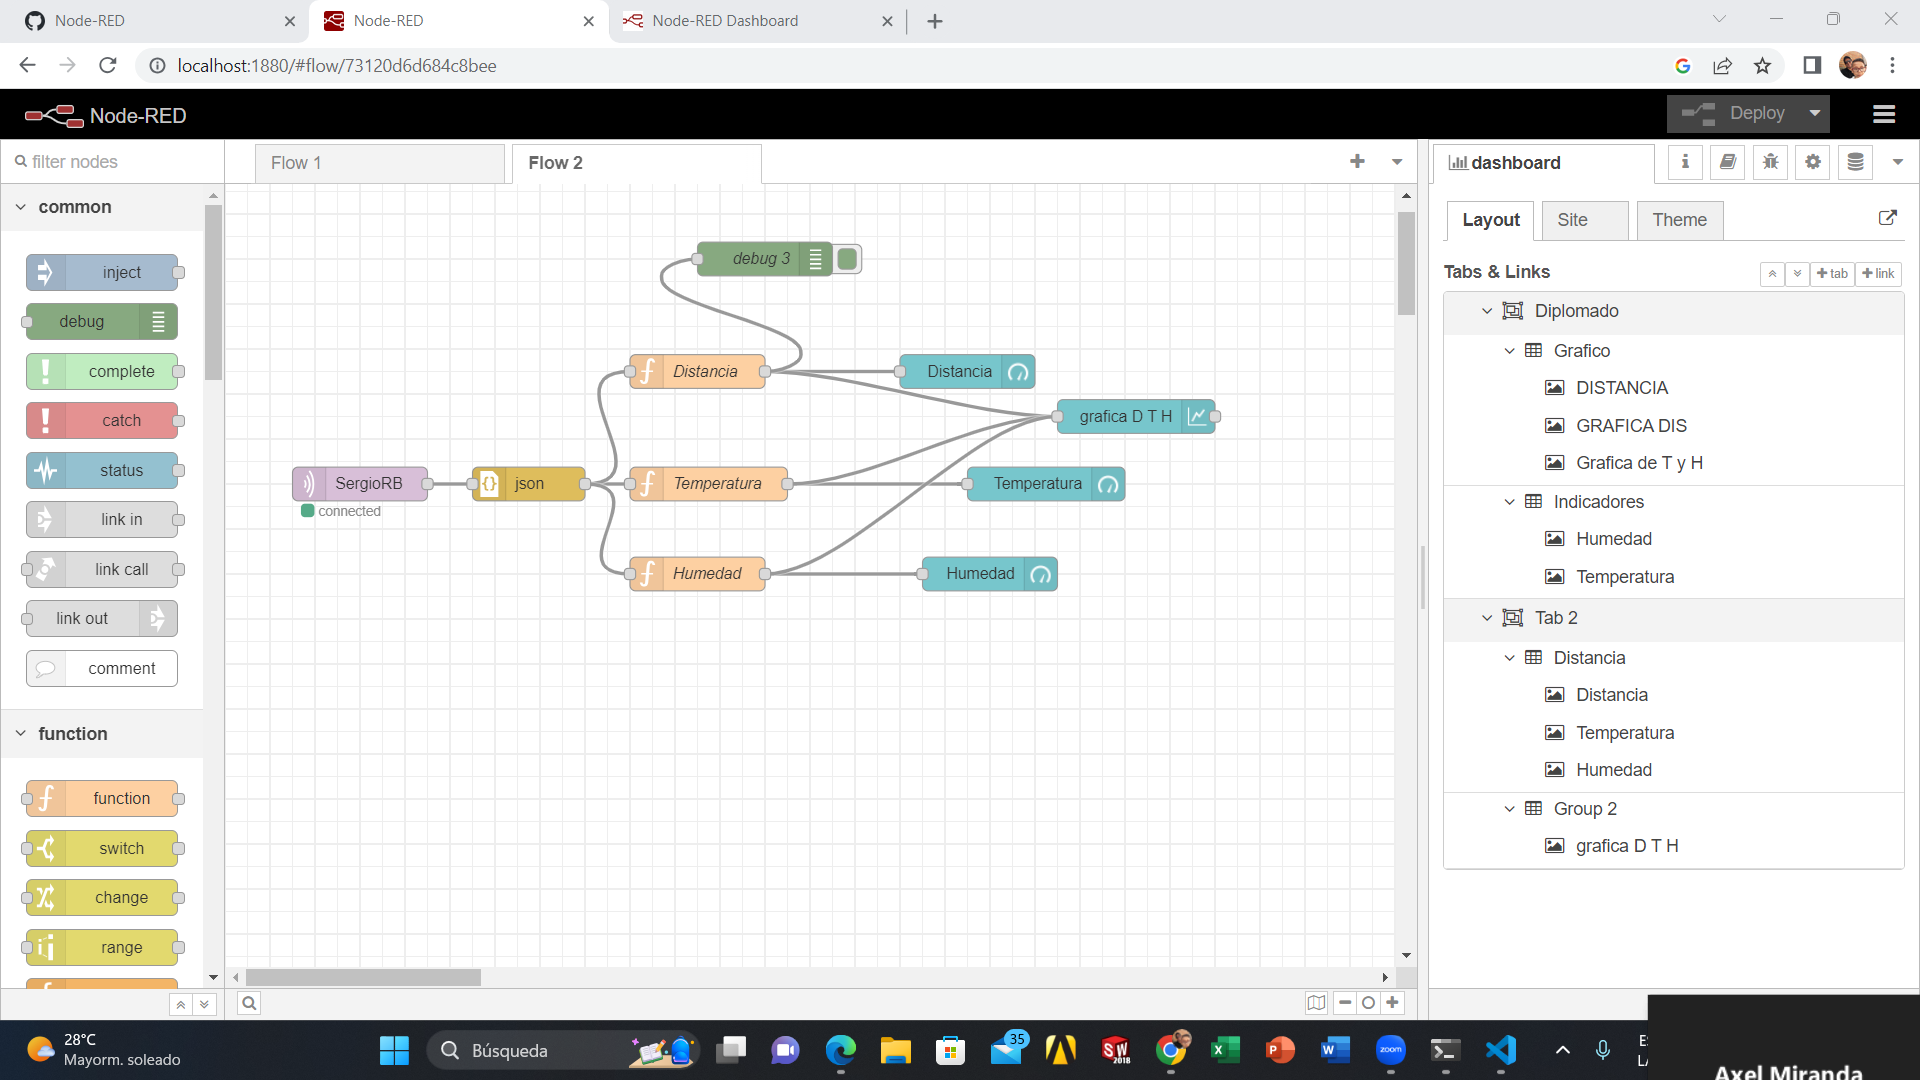 Node-RED
Node-RED
Node-RED Dashboard
localhost:1880/#flow/73120d6d684c8bee
Node-RED
Deploy
filter nodes
Flow 1
Flow 2
dashboard
common
inject
debug
complete
catch
status
link in
link call
link out
comment
function
function
switch
change
range
debug 3
Distancia
Distancia
grafica D T H
SergioRB
connected
json
Temperatura
Temperatura
Humedad
Humedad
Layout
Site
Theme
Tabs & Links
tab
link
Diplomado
Grafico
DISTANCIA
GRAFICA DIS
Grafica de T y H
Indicadores
Humedad
Temperatura
Tab 2
Distancia
Distancia
Temperatura
Humedad
Group 2
grafica D T H
28°C
Mayorm. soleado
Búsqueda
35
SW
2018
zoom
Axel Miranda